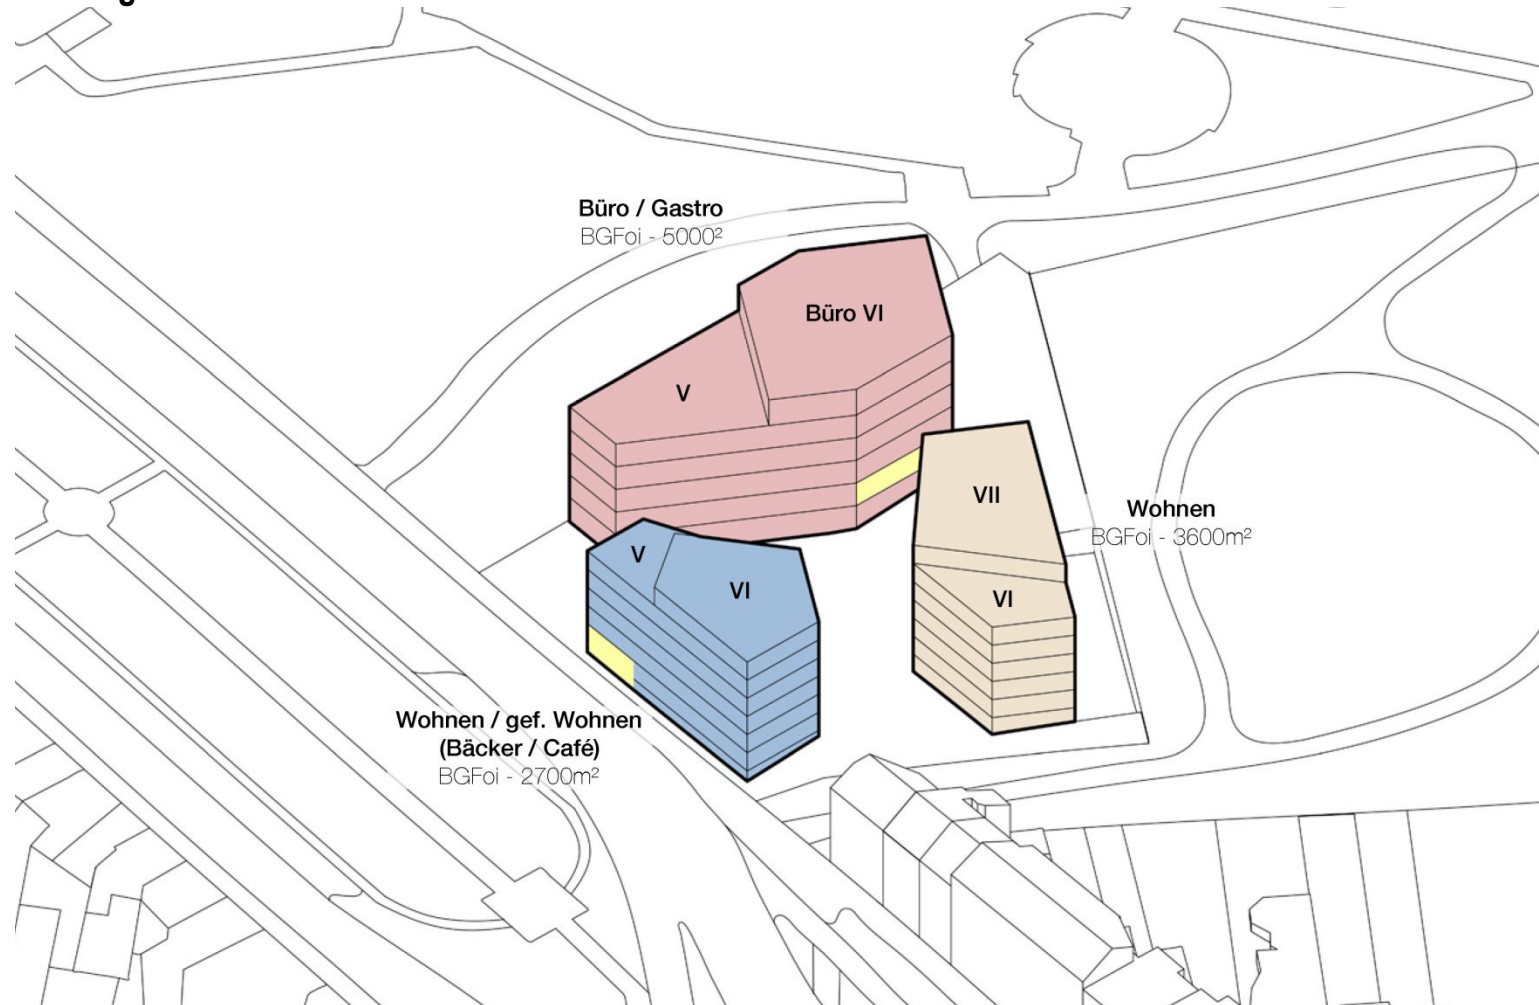 Büro / Gastro
BGFoi - 5000²
Büro VI
V
VII
Wohnen
BGFoi - 3600m²
V
VI
VI
Wohnen / gef. Wohnen
(Bäcker / Café)
BGFoi - 2700m²